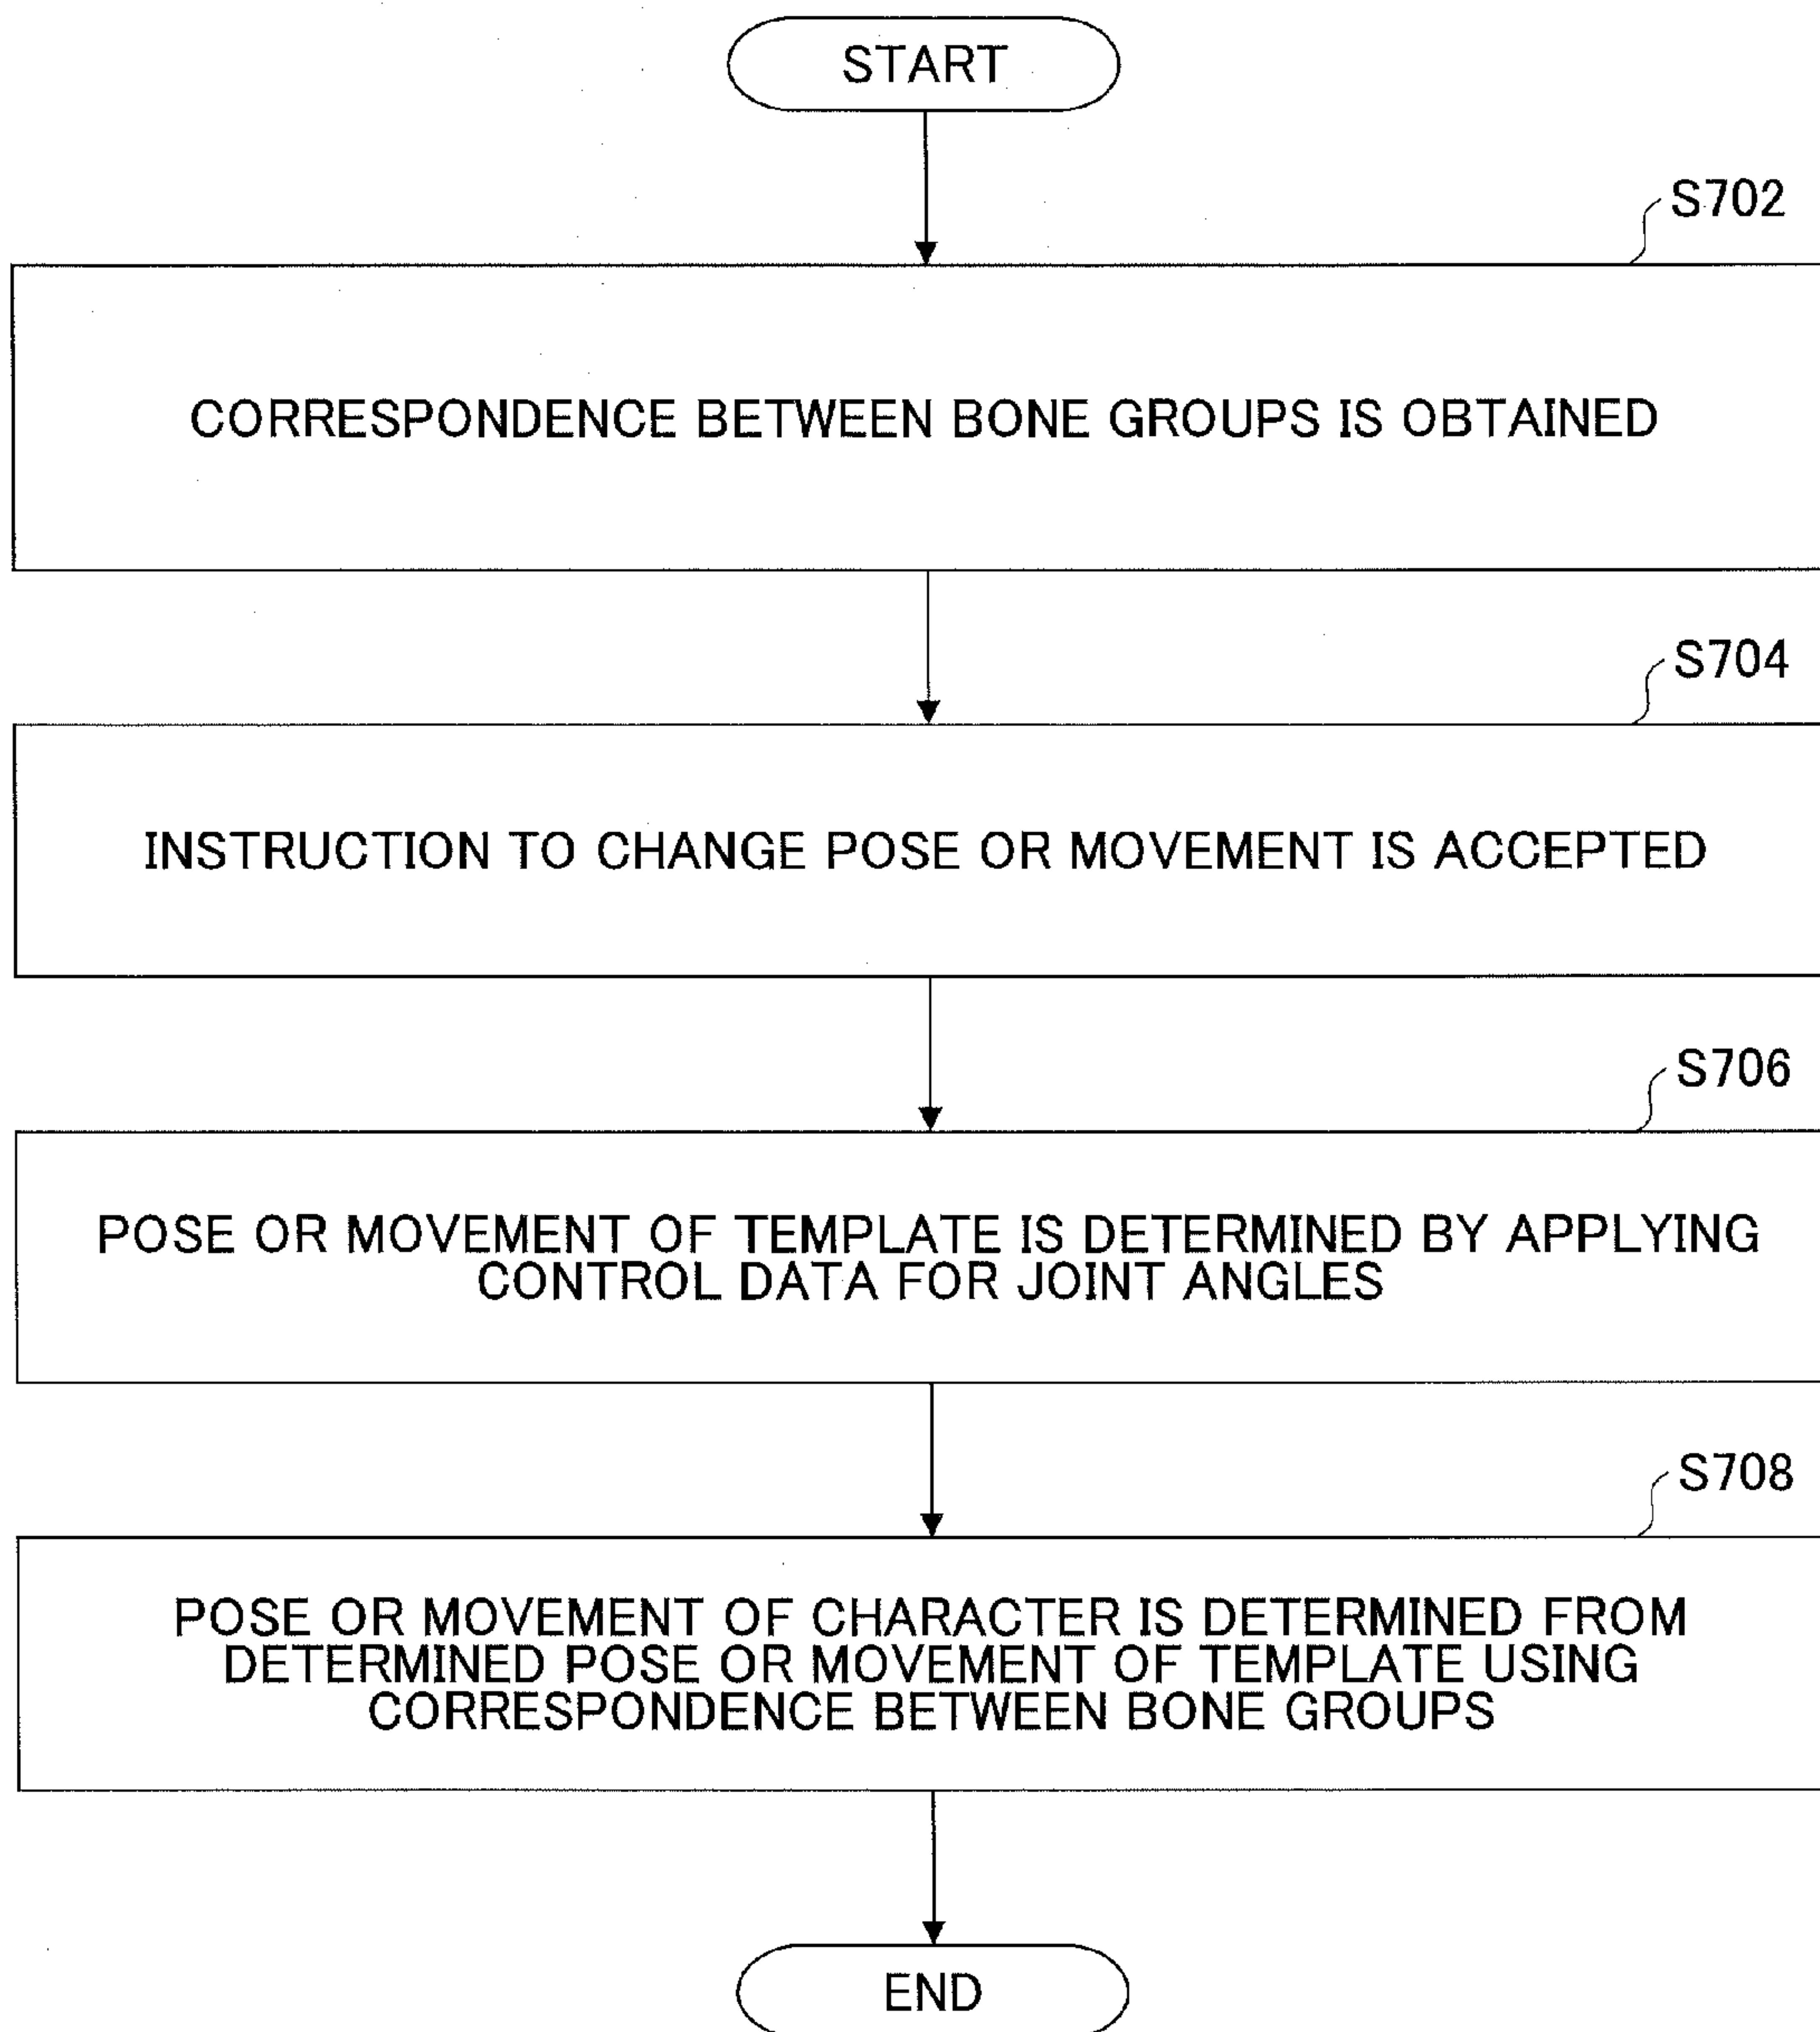 START
S702
CORRESPONDENCE BETWEEN BONE GROUPS IS OBTAINED
S704
INSTRUCTION TO CHANGE POSE OR MOVEMENT IS ACCEPTED
S706
POSE OR MOVEMENT OF TEMPLATE IS DETERMINED BY APPLYING
CONTROL DATA FOR JOINT ANGLES
S708
POSE OR MOVEMENT OF CHARACTER IS DETERMINED FROM
DETERMINED POSE OR MOVEMENT OF TEMPLATE USING
CORRESPONDENCE BETWEEN BONE GROUPS
END